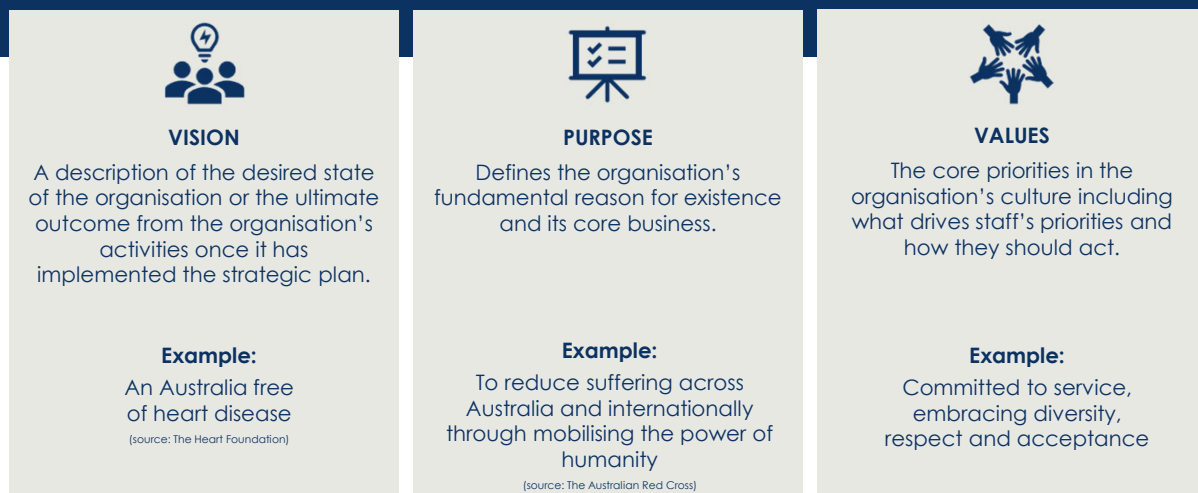 VISION
A description of the desired state
of the organisation or the ultimate
outcome from the organisation's
activities once it has
implemented the strategic plan.
Example:
An Australia free
of heart disease
(source: The Heart Foundation)
PURPOSE
Defines the organisation's
fundamental reason for existence
and its core business.
Example:
To reduce suffering across
Australia and internationally
through mobilising the power of
humanity
(source: The Australian Red Cross)
VALUES
The core priorities in the
organisation's culture including
what drives staff's priorities and
how they should act.
Example:
Committed to service,
embracing diversity,
respect and acceptance